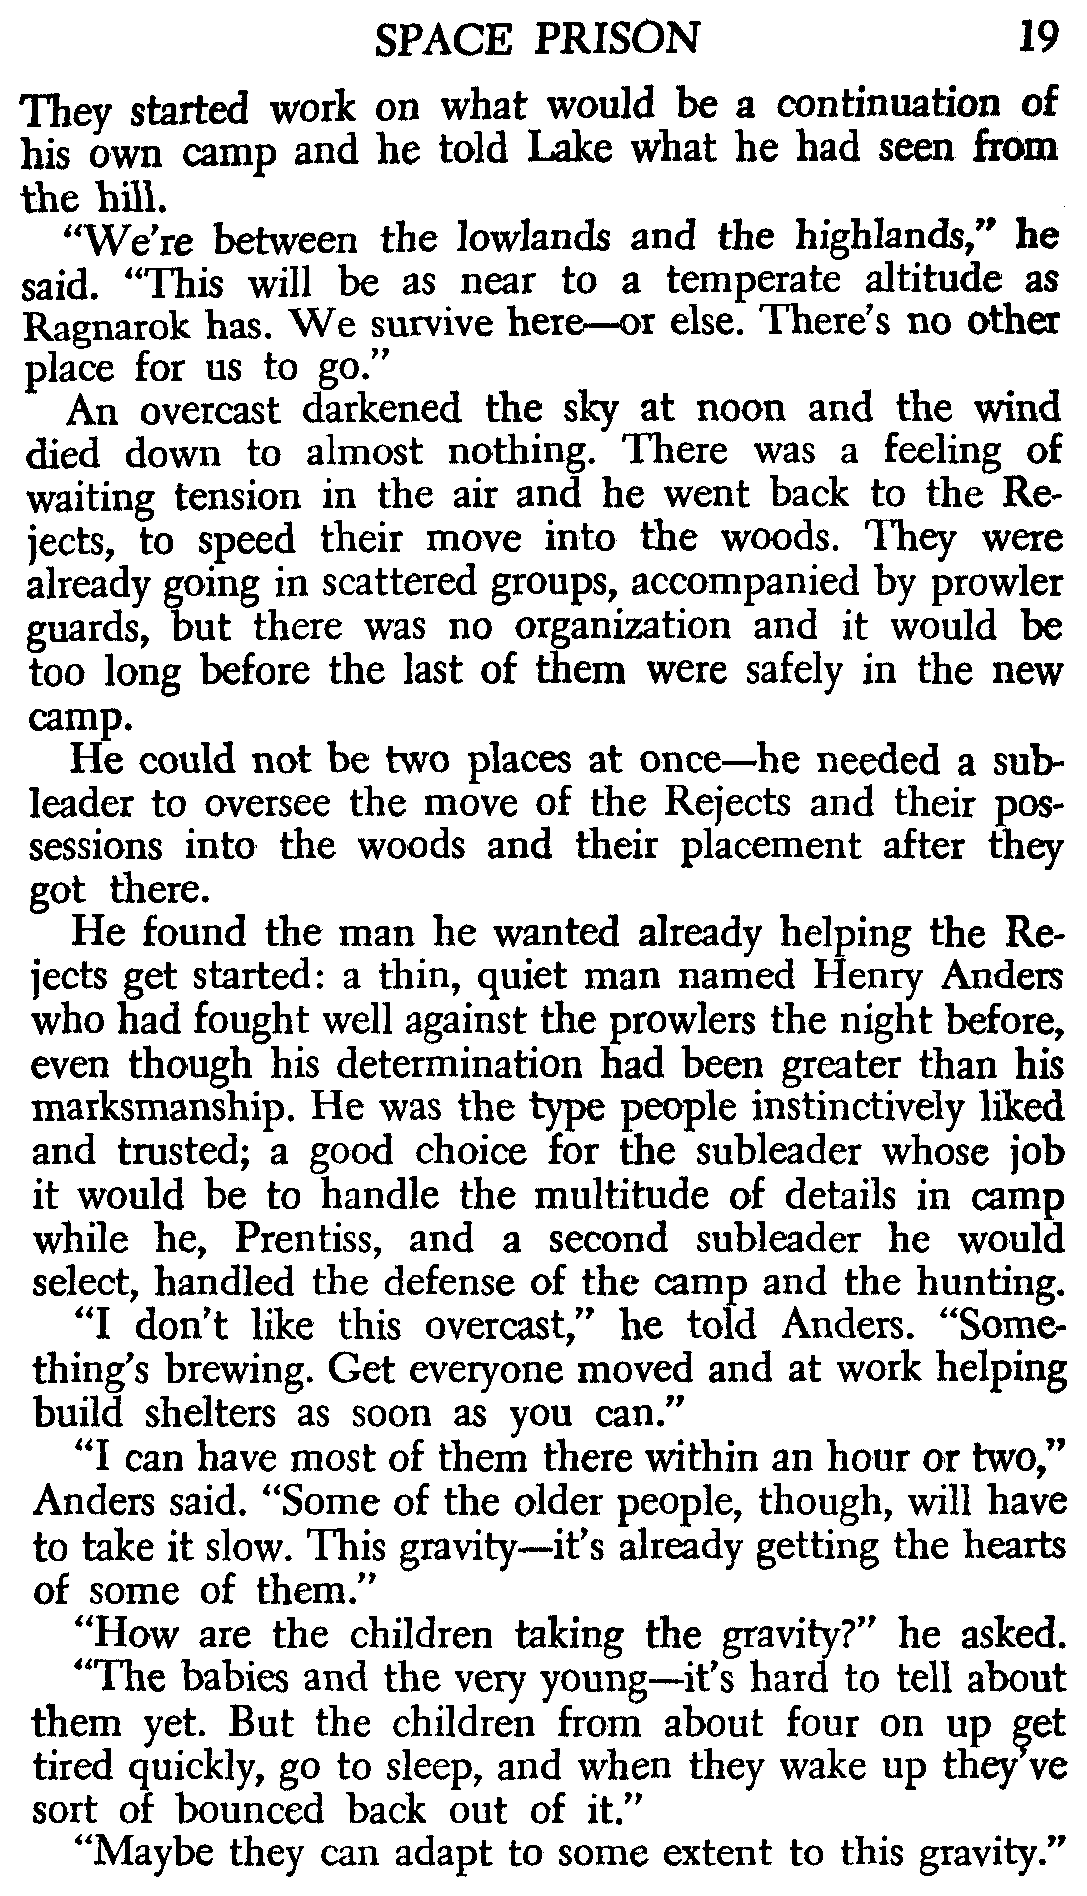 SPACE PRISON 19
They started work on what would be a continuation of
his own camp and he told Lake what he had seen from
the hill.
“We’re between the lowlands and the highlands,” he
said. “This will be as near to a temperate altitude as
Ragnarok has. We survive here—or else. There’s no other
place for us to go.”
An overcast darkened the sky at noon and the wind
died down to almost nothing. There was a feeling of
waiting tension in the air and he went back to the Re-
jects, to speed their move into the woods. They were
already going in scattered groups, accompanied by prowler
guards, but there was no organization and it would be
too long before the last of them were safely in the new
camp.
He could not be two places at once—he needed a sub-
leader to oversee the move of the Rejects and their pos-
sessions into the woods and their placement after they
got there.
He found the man he wanted already helping the Re-
jects get started: a thin, quiet man named Henry Anders
who had fought well against the prowlers the night before,
even though his determination had been greater than his
marksmanship. He was the type people instinctively liked
and trusted; a good choice for the subleader whose job
it would be to handle the multitude of details in camp
while he, Prentiss, and a second subleader he would
select, handled the defense of the camp and the hunting.
“I don’t like this overcast,” he told Anders. “Some-
thing’s brewing. Get everyone moved and at work helping
build shelters as soon as you can.”
“I can have most of them there within an hour or two,”
Anders said. “Some of the older people, though, will have
to take it slow. This gravity—it’s already getting the hearts
of some of them.”
“How are the children taking the gravity?” he asked.
“The babies and the very young—it’s hard to tell about
them yet. But the children from about four on up get
tired quickly, go to sleep, and when they wake up they’ve
sort of bounced back out of it.”
“Maybe they can adapt to some extent to this gravity.”